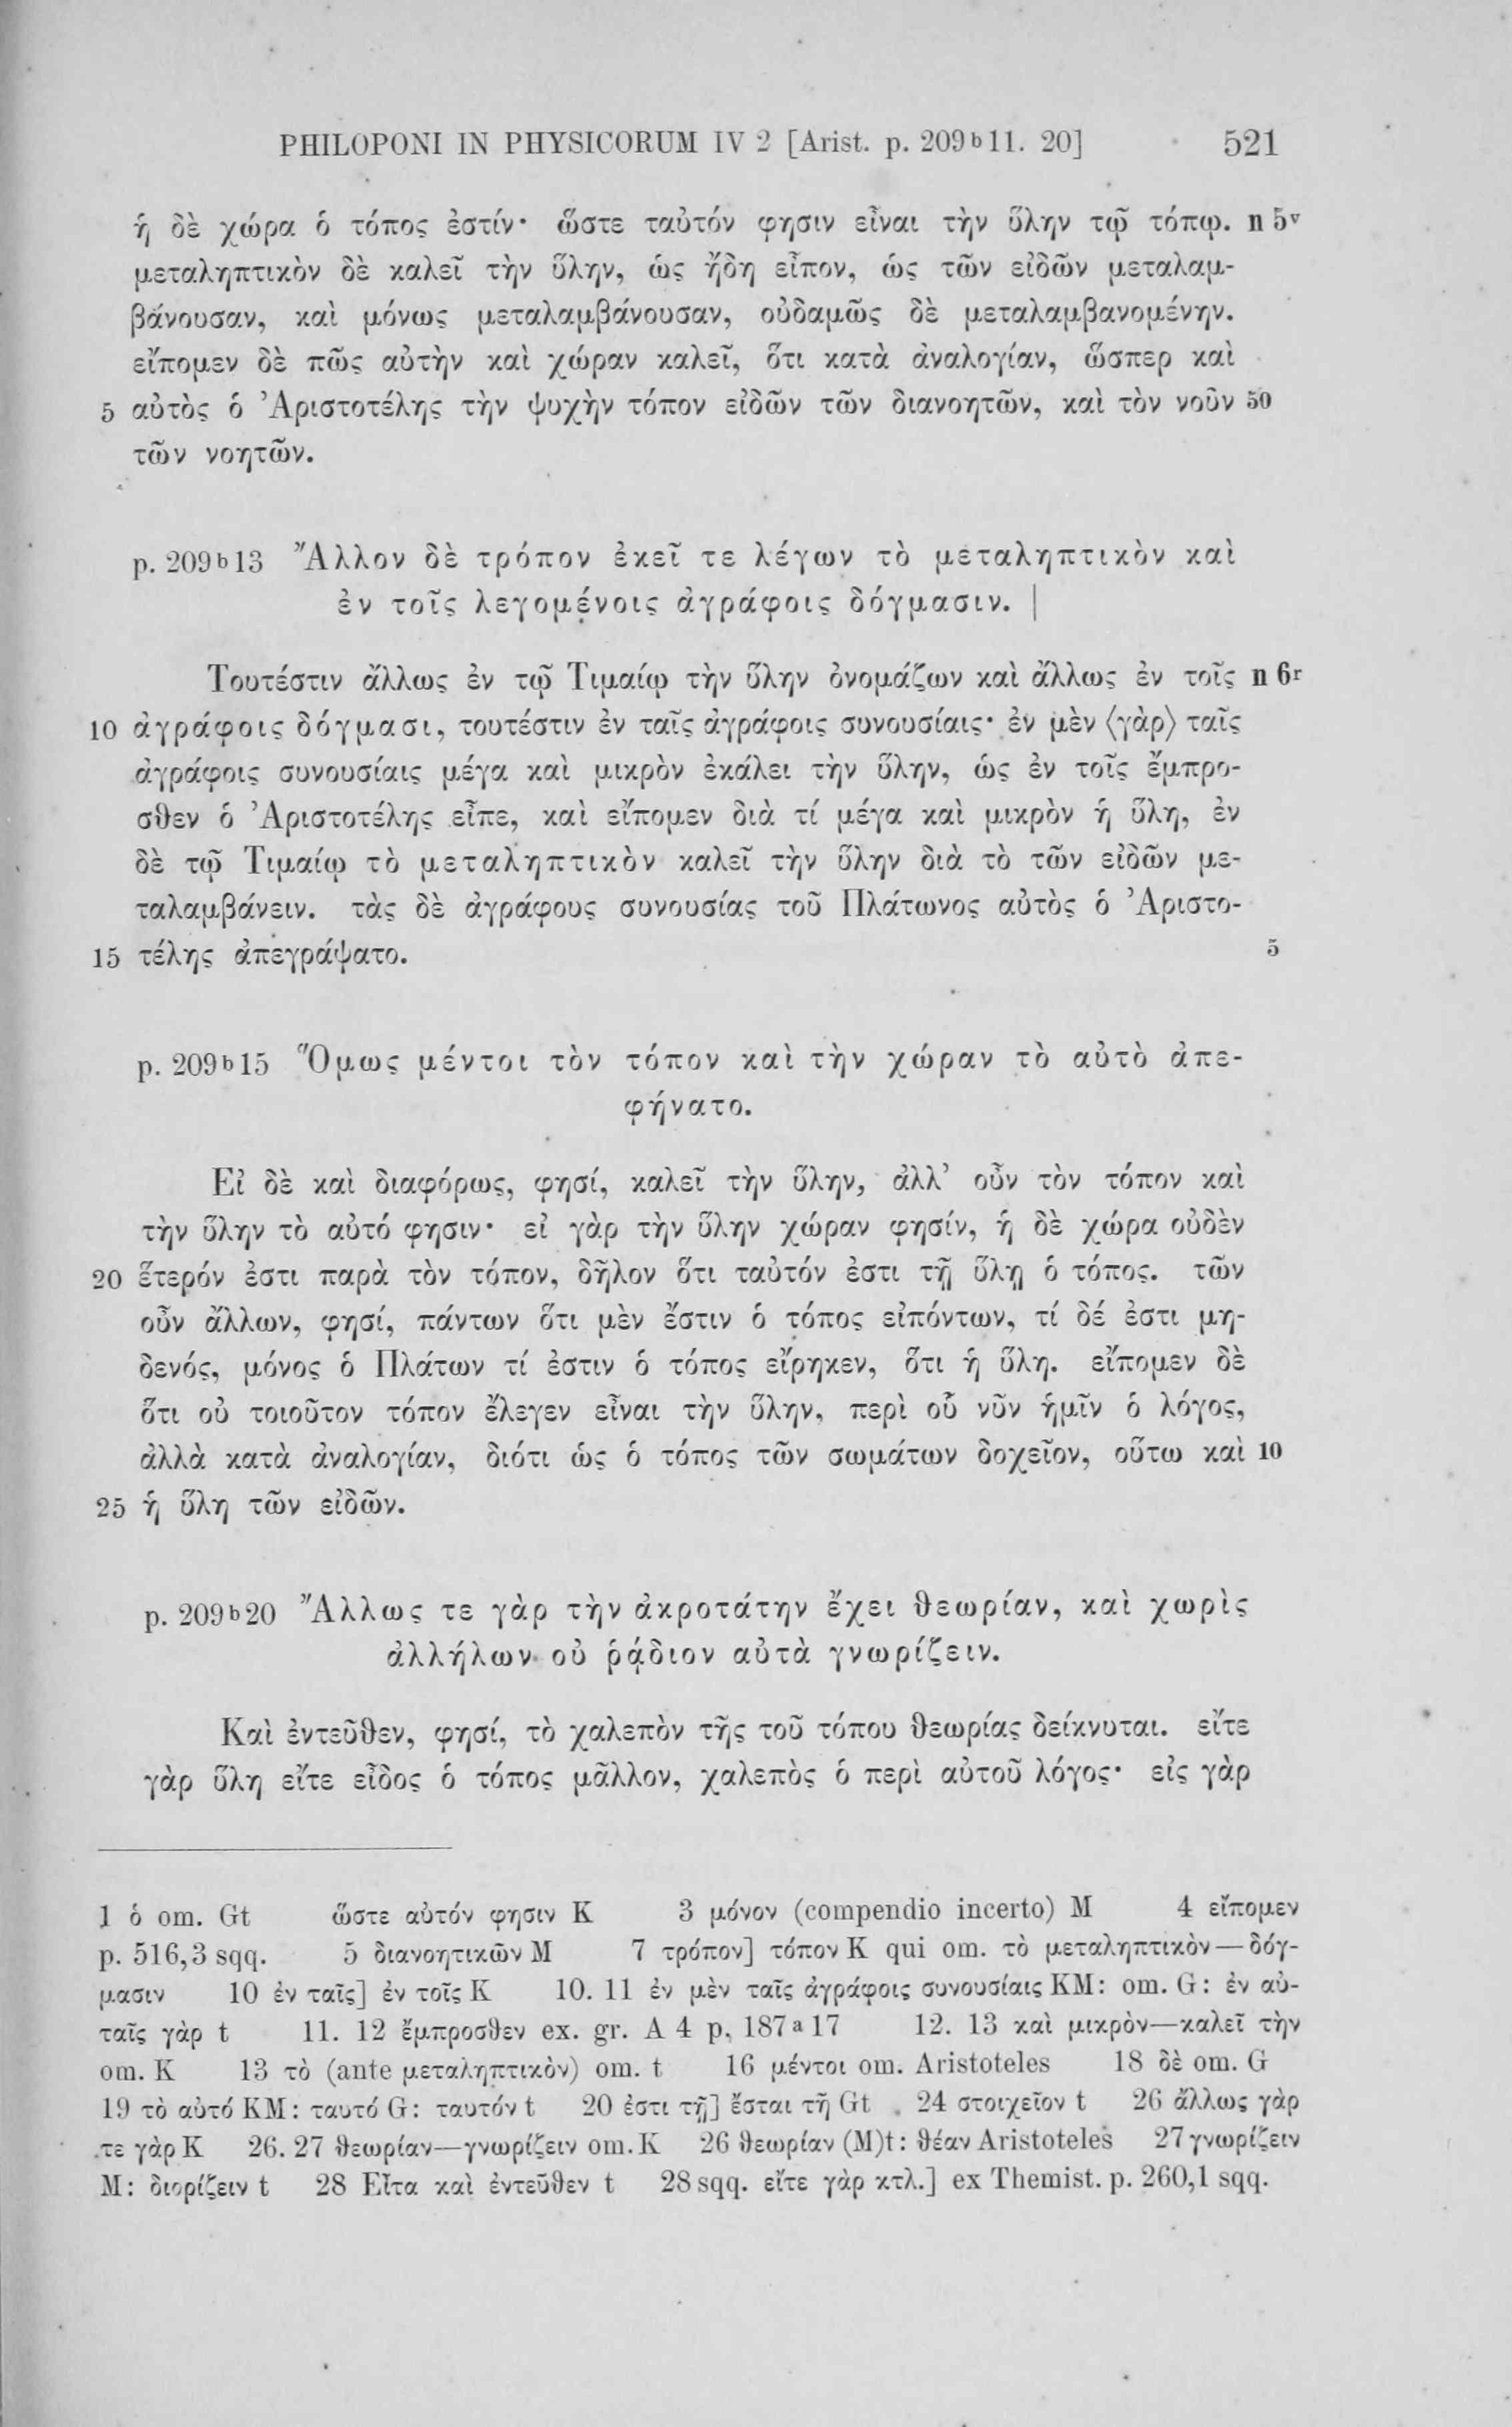 PHILOPONI IN PHYSICORUM IV 2 [Arist. p. 209b11. 20] 521
ἡ δὲ χώρα ὁ τόπος ἐστίν· ὥστε ταὐτόν φησιν εἶναι τὴν ὕλην τῷ τόπῳ. n 5v
μεταληπτικὸν δὲ καλεῖ τὴν ὕλην, ὡς ἤδη εἶπον, ὡς τῶν εἰδῶν μεταλαμ-
βάνουσαν, καὶ μόνως μεταλαμβάνουσαν, οὐδαμῶς δὲ μεταλαμβανομένην.
εἴπομεν δὲ πῶς αὐτὴν καὶ χώραν καλεῖ, ὅτι κατὰ ἀναλογίαν, ὥσπερ καὶ
5 αὐτὸς ὁ Ἀριστοτέλης τὴν ψυχὴν τόπον εἰδῶν τῶν διανοητῶν, καὶ τὸν νοῦν 50
τῶν νοητῶν.
p. 209b13 Ἄλλον δὲ τρόπον ἐκεῖ τε λέγων τὸ μεταληπτικὸν καὶ
ἐν τοῖς λεγομένοις ἀγράφοις δόγμασιν. |
Τουτέστιν ἄλλως ἐν τῷ Τιμαίῳ τὴν ὕλην ὀνομάζων καὶ ἄλλως ἐν τοῖς n 6r
10 ἀγράφοις δόγμασι, τουτέστιν ἐν ταῖς ἀγράφοις συνουσίαις· ἐν μὲν ⟨γὰρ⟩ ταῖς
ἀγράφοις συνουσίαις μέγα καὶ μικρὸν ἐκάλει τὴν ὕλην, ὡς ἐν τοῖς ἔμπρο-
σθεν ὁ Ἀριστοτέλης εἶπε, καὶ εἴπομεν διὰ τί μέγα καὶ μικρὸν ἡ ὕλη, ἐν
δὲ τῷ Τιμαίῳ τὸ μεταληπτικὸν καλεῖ τὴν ὕλην διὰ τὸ τῶν εἰδῶν με-
ταλαμβάνειν. τὰς δὲ ἀγράφους συνουσίας τοῦ Πλάτωνος αὐτὸς ὁ Ἀριστο-
15 τέλης ἀπεγράψατο. 5
p. 209b15 Ὅμως μέντοι τὸν τόπον καὶ τὴν χώραν τὸ αὐτὸ ἀπε-
φήνατο.
Εἰ δὲ καὶ διαφόρως, φησί, καλεῖ τὴν ὕλην, ἀλλ’ οὖν τὸν τόπον καὶ
τὴν ὕλην τὸ αὐτό φησιν· εἰ γὰρ τὴν ὕλην χώραν φησίν, ἡ δὲ χώρα οὐδὲν
20 ἕτερόν ἐστι παρὰ τὸν τόπον, δῆλον ὅτι ταὐτόν ἐστι τῇ ὕλῃ ὁ τόπος. τῶν
οὖν ἄλλων, φησί, πάντων ὅτι μὲν ἔστιν ὁ τόπος εἰπόντων, τί δέ ἐστι μη-
δενός, μόνος ὁ Πλάτων τί ἐστιν ὁ τόπος εἴρηκεν, ὅτι ἡ ὕλη. εἴπομεν δὲ
ὅτι οὐ τοιοῦτον τόπον ἔλεγεν εἶναι τὴν ὕλην, περὶ οὗ νῦν ἡμῖν ὁ λόγος,
ἀλλὰ κατὰ ἀναλογίαν, διότι ὡς ὁ τόπος τῶν σωμάτων δοχεῖον, οὕτω καὶ 10
25 ἡ ὕλη τῶν εἰδῶν.
p. 209b20 Ἄλλως τε γὰρ τὴν ἀκροτάτην ἔχει θεωρίαν, καὶ χωρὶς
ἀλλήλων οὐ ῥᾴδιον αὐτὰ γνωρίζειν.
Καὶ ἐντεῦθεν, φησί, τὸ χαλεπὸν τῆς τοῦ τόπου θεωρίας δείκνυται. εἴτε
γὰρ ὕλη εἴτε εἶδος ὁ τόπος μᾶλλον, χαλεπὸς ὁ περὶ αὐτοῦ λόγος· εἰς γὰρ
1 ὁ om. Gt ὥστε αὐτόν φησιν K 3 μόνον (compendio incerto) M 4 εἴπομεν
p. 516,3 sqq. 5 διανοητικῶν M 7 τρόπον] τόπον K qui om. τὸ μεταληπτικὸν—δόγ-
μασιν 10 ἐν ταῖς] ἐν τοῖς K 10. 11 ἐν μὲν ταῖς ἀγράφοις συνουσίαις KM: om. G: ἐν αὐ-
ταῖς γὰρ t 11. 12 ἔμπροσθεν ex. gr. A 4 p. 187a17 12. 13 καὶ μικρὸν—καλεῖ τὴν
om. K 13 τὸ (ante μεταληπτικὸν) om. t 16 μέντοι om. Aristoteles 18 δὲ om. G
19 τὸ αὐτό KM: ταυτό G: ταυτόν t 20 ἐστι τῇ] ἔσται τῇ Gt 24 στοιχεῖον t 26 ἄλλως γὰρ
τε γὰρ K 26. 27 θεωρίαν—γνωρίζειν om. K 26 θεωρίαν (M)t: θέαν Aristoteles 27 γνωρίζειν
M: διορίζειν t 28 Εἶτα καὶ ἐντεῦθεν t 28 sqq. εἴτε γὰρ κτλ.] ex Themist. p. 260,1 sqq.